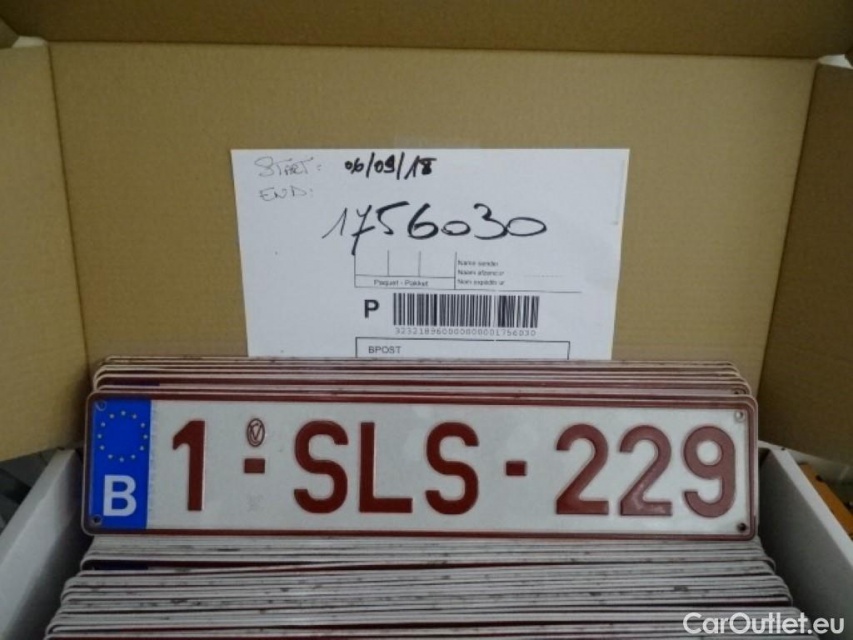 START: 06/09/18
END:
1756030
Name sender
Naam afzender
Nom expéditeur
Paquet - Pakket
P
323218960000000001756030
BPOST
B 1-SLS-229
CarOutlet.eu